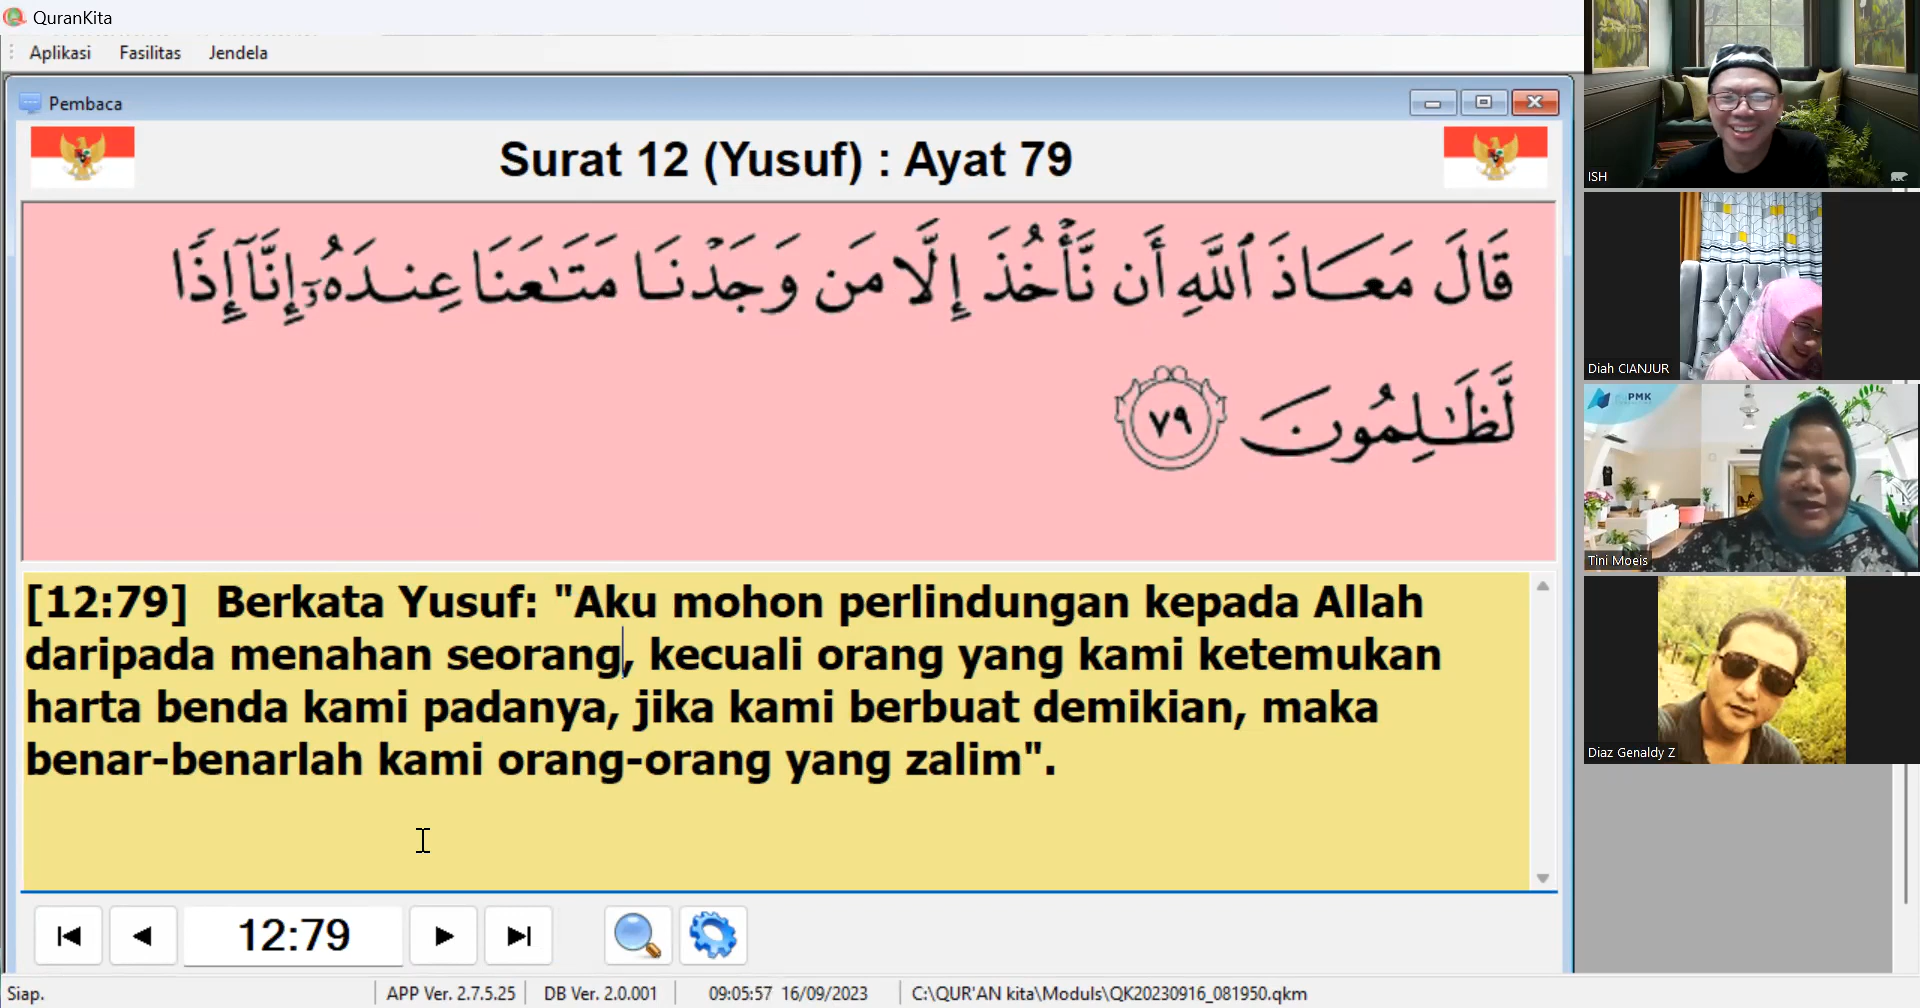 QuranKita
Aplikasi Fasilitas Jendela
Pembaca
Surat 12 (Yusuf) : Ayat 79
قَالَ مَعَاذَ ٱللَّهِ أَن نَّأْخُذَ إِلَّا مَن وَجَدْنَا مَتَـٰعَنَا عِندَهُۥٓ إِنَّآ إِذًا
لَّظَـٰلِمُونَ ٧٩
[12:79] Berkata Yusuf: "Aku mohon perlindungan kepada Allah
daripada menahan seorang, kecuali orang yang kami ketemukan
harta benda kami padanya, jika kami berbuat demikian, maka
benar-benarlah kami orang-orang yang zalim".
12:79
Siap. APP Ver. 2.7.5.25 DB Ver. 2.0.001 09:05:57 16/09/2023 C:\QUR'AN kita\Moduls\QK20230916_081950.qkm
ISH
Diah CIANJUR
PMK
Tini Moeis
Diaz Genaldy Z